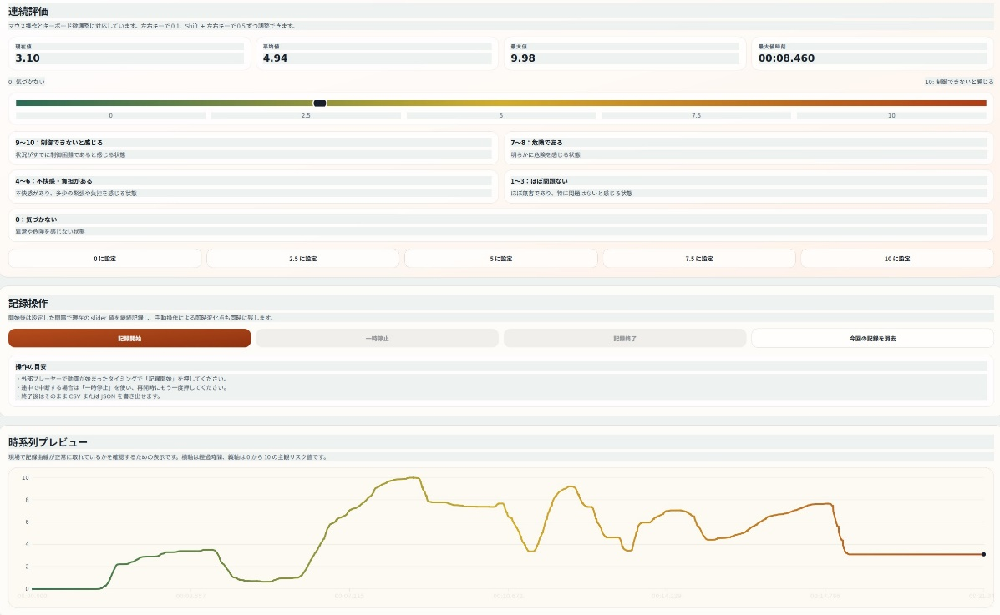 連続評価
マウス操作とキーボード微調整に対応しています。左右キーで 0.1、Shift + 左右キーで 0.5 ずつ調整できます。
現在値
3.10
平均値
4.94
最大値
9.98
最大値時刻
00:08.460
0: 気づかない
10: 制御できないと感じる
0
2.5
5
7.5
10
9〜10：制御できないと感じる
状況がすでに制御困難であると感じる状態
7〜8：危険である
明らかに危険を感じる状態
4〜6：不快感・負担がある
不快感があり、多少の緊張や負担を感じる状態
1〜3：ほぼ問題ない
ほぼ無害であり、特に問題はないと感じる状態
0：気づかない
異常や危険を感じない状態
0 に設定
2.5 に設定
5 に設定
7.5 に設定
10 に設定
記録操作
開始後は設定した間隔で現在の slider 値を継続記録し、手動操作による即時変化点も同時に残します。
記録開始
一時停止
記録終了
今回の記録を消去
操作の目安
・外部プレーヤーで動画が始まったタイミングで「記録開始」を押してください。
・途中で中断する場合は「一時停止」を使い、再開時にもう一度押してください。
・終了後はそのまま CSV または JSON を書き出せます。
時系列プレビュー
現場で記録曲線が正常に取れているかを確認するための表示です。横軸は経過時間、縦軸は 0 から 10 の主観リスク値です。
10
8
6
4
2
0